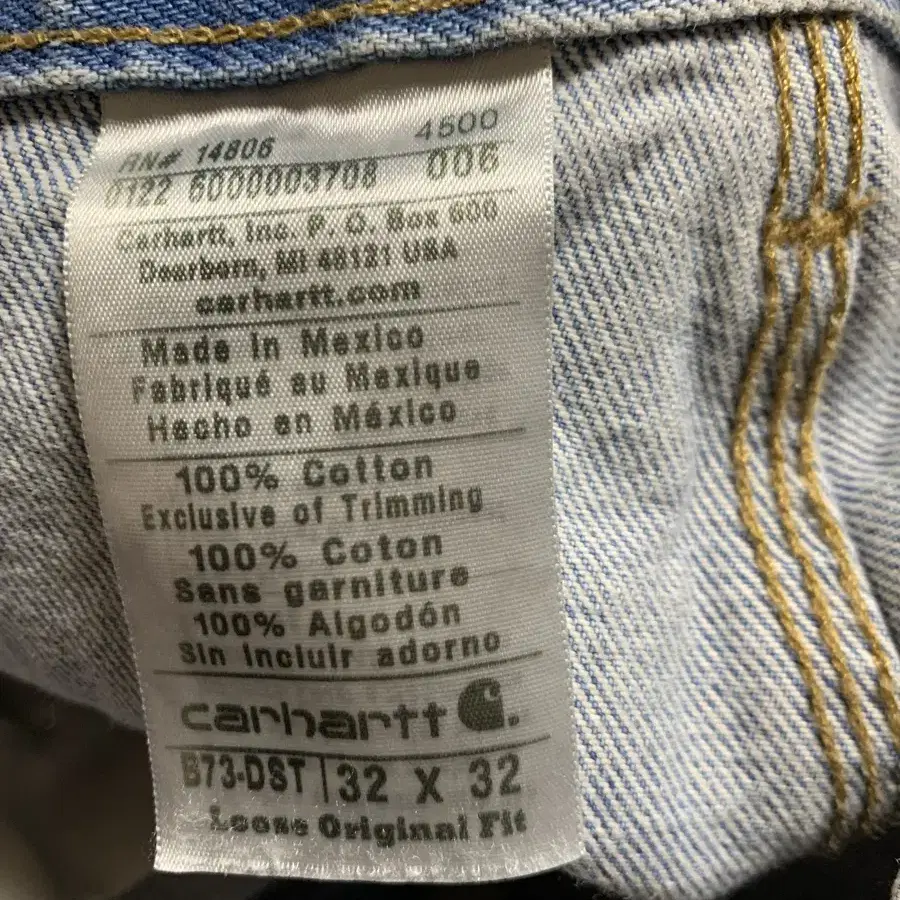 RN# 14806 4500
0122 6000003708 006
Carhartt, Inc. P. O. Box 600
Dearborn, MI 48121 USA
carhartt.com
Made in Mexico
Fabriqué au Mexique
Hecho en México
100% Cotton
Exclusive of Trimming
100% Coton
Sans garniture
100% Algodón
Sin Incluir adorno
carhartt
B73-DST | 32 X 32
Loose Original Fit